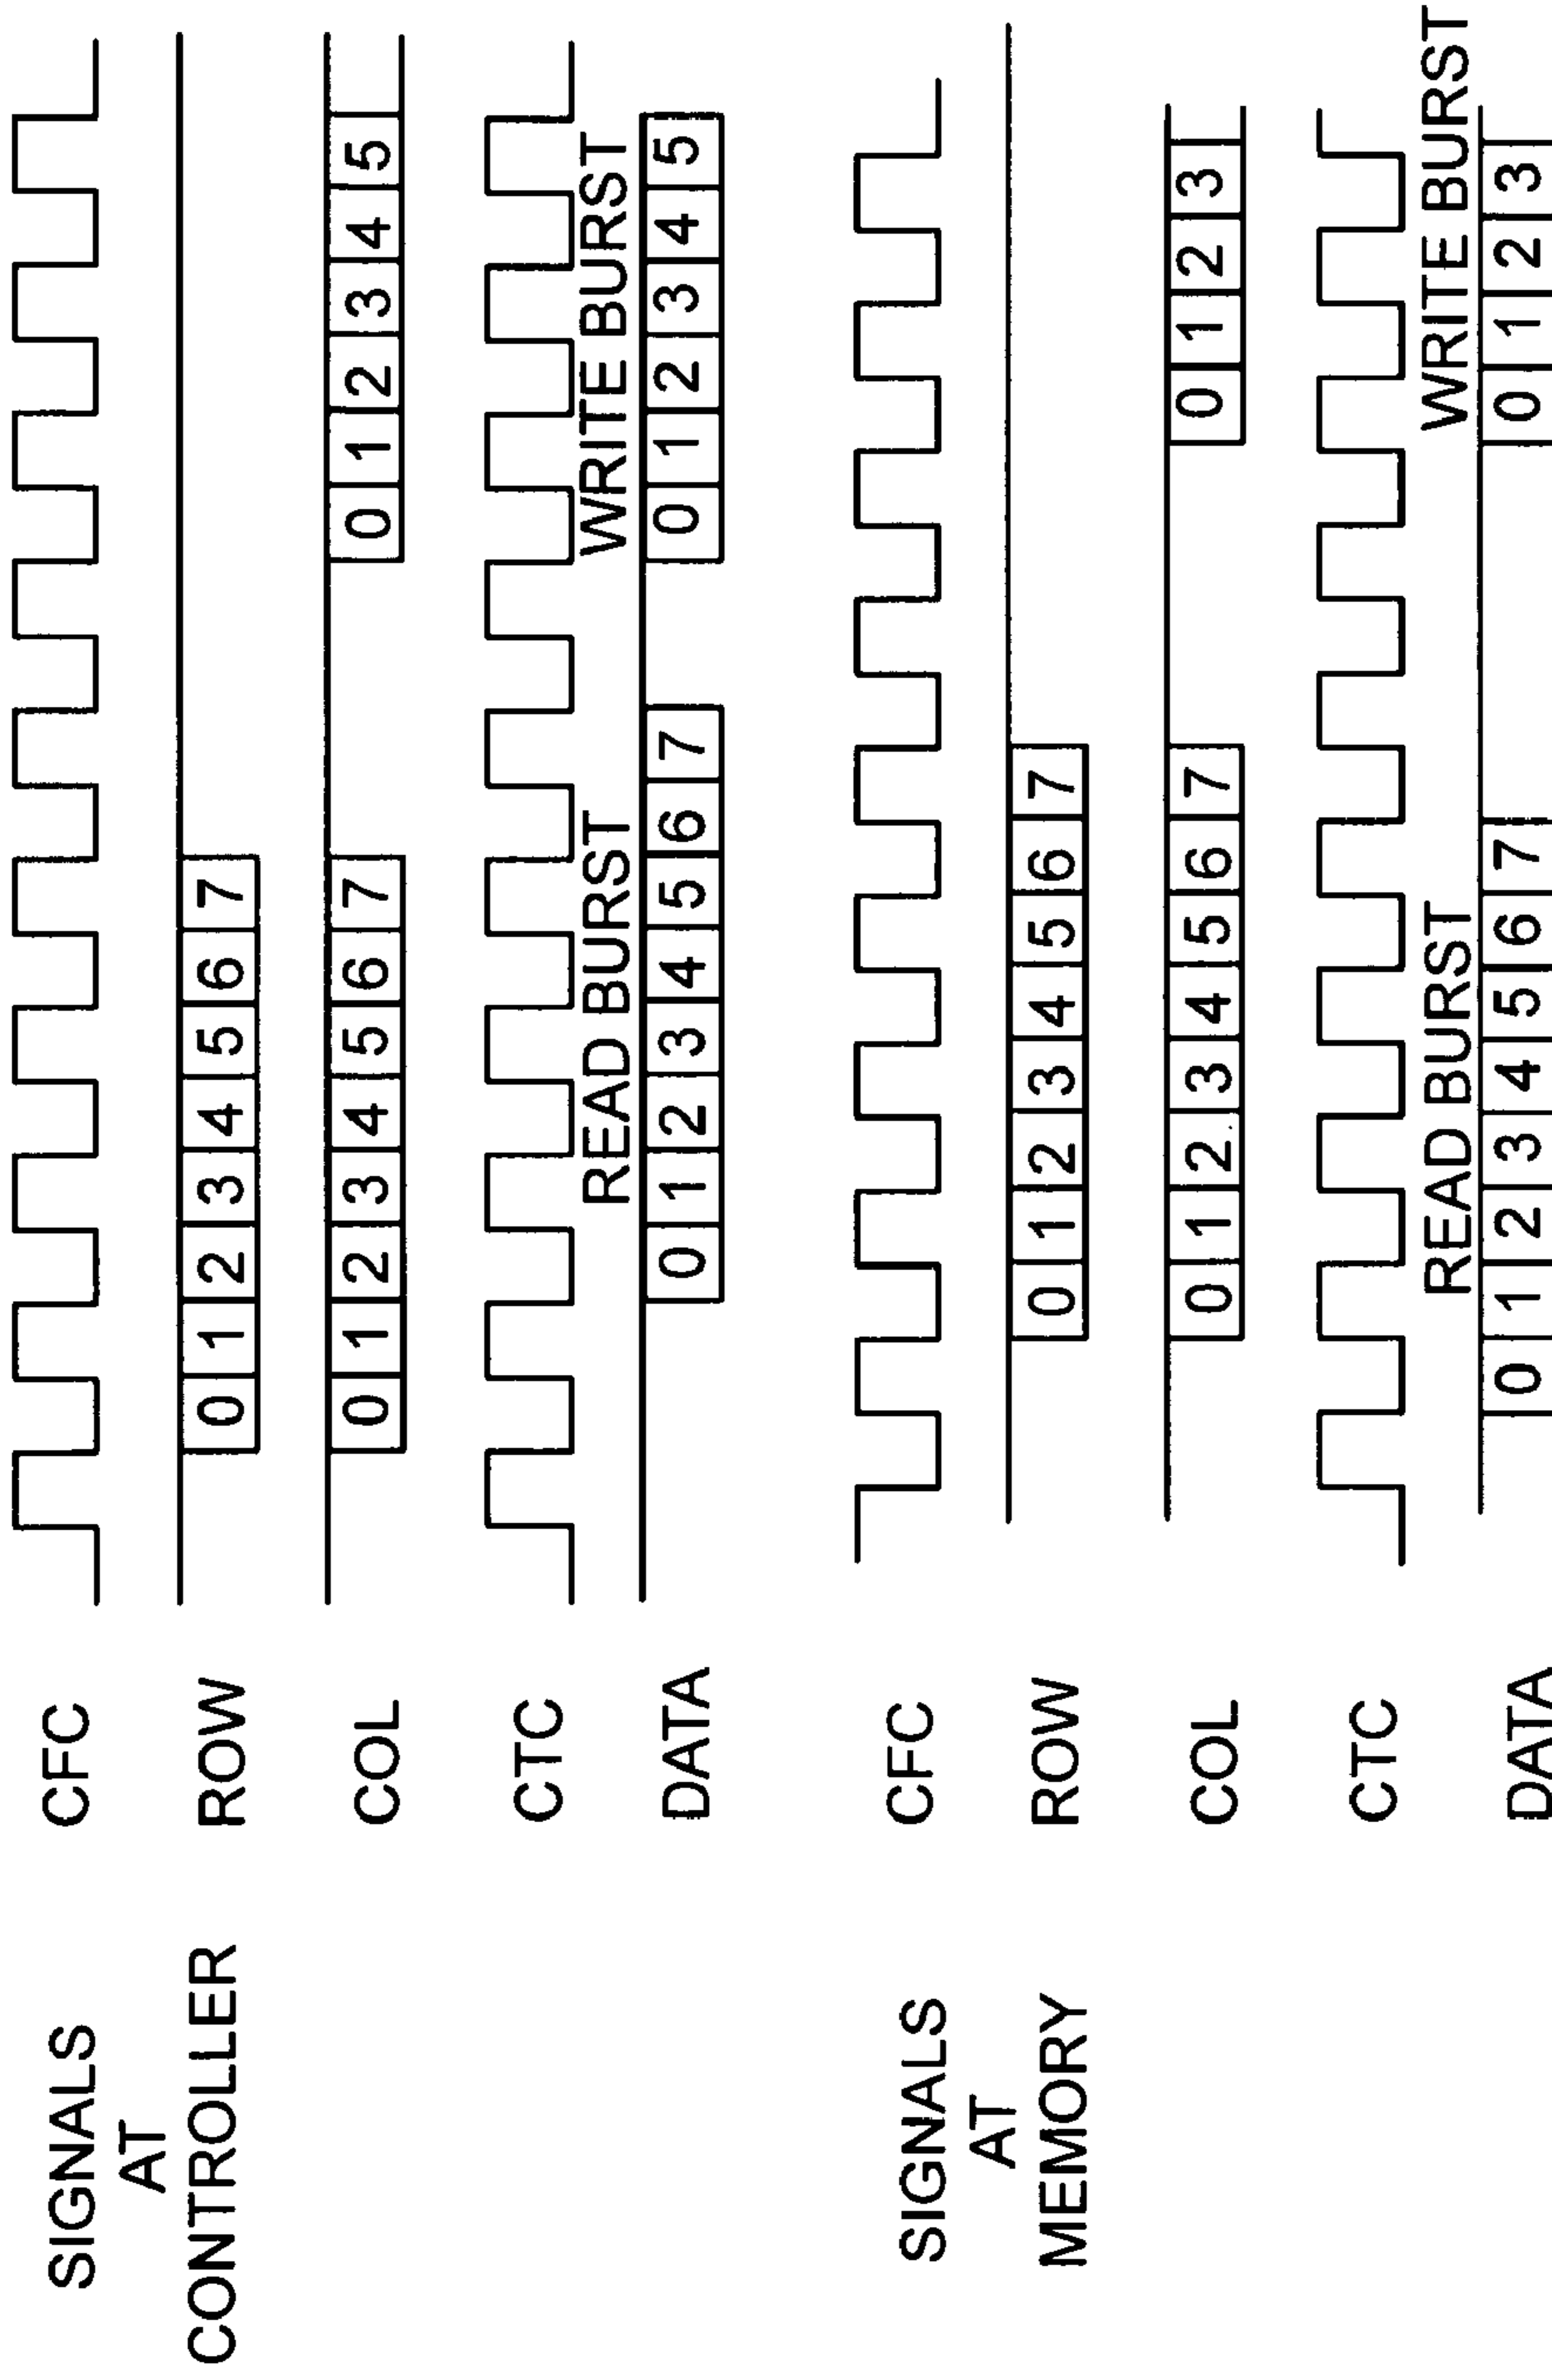 SIGNALS
AT
CONTROLLER
CFC
ROW
0 1 2 3 4 5 6 7
COL
0 1 2 3 4 5 6 7
0 1 2 3 4 5
CTC
READ BURST
WRITE BURST
DATA
0 1 2 3 4 5 6 7
0 1 2 3 4 5
SIGNALS
AT
MEMORY
CFC
ROW
0 1 2 3 4 5 6 7
COL
0 1 2 3 4 5 6 7
0 1 2 3
CTC
READ BURST
WRITE BURST
DATA
0 1 2 3 4 5 6 7
0 1 2 3